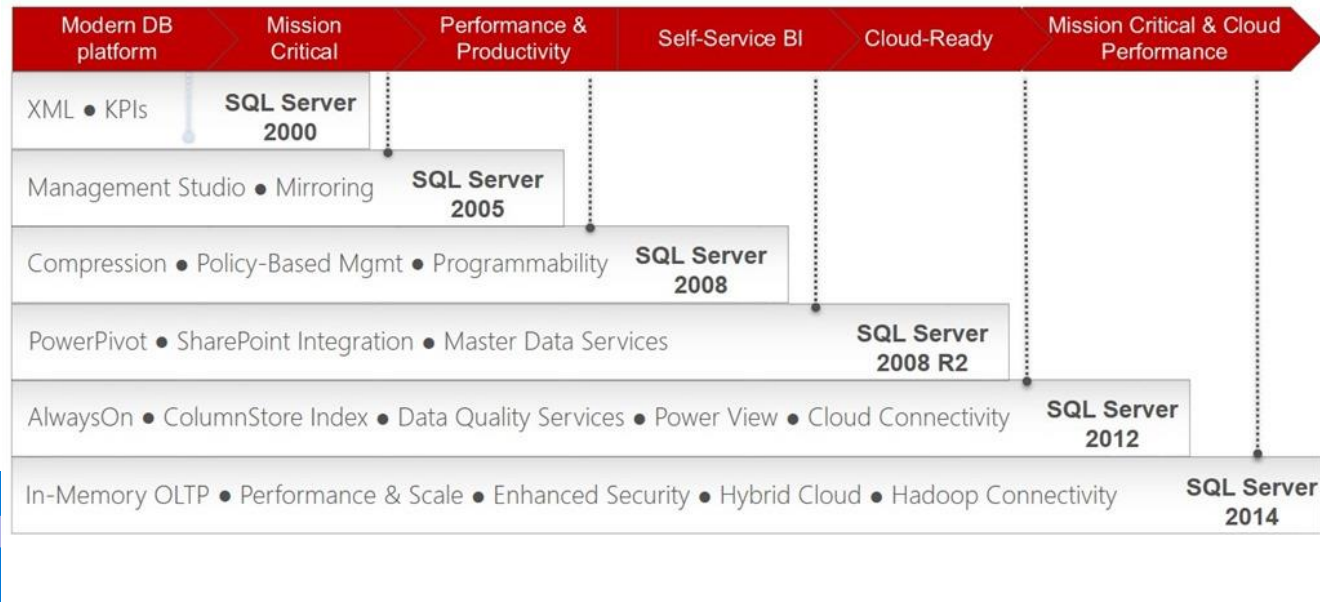 Modern DB
platform
Mission
Critical
Performance &
Productivity
Self-Service BI
Cloud-Ready
Mission Critical & Cloud
Performance
XML ● KPIs
SQL Server
2000
Management Studio ● Mirroring
SQL Server
2005
Compression ● Policy-Based Mgmt ● Programmability
SQL Server
2008
PowerPivot ● SharePoint Integration ● Master Data Services
SQL Server
2008 R2
AlwaysOn ● ColumnStore Index ● Data Quality Services ● Power View ● Cloud Connectivity
SQL Server
2012
In-Memory OLTP ● Performance & Scale ● Enhanced Security ● Hybrid Cloud ● Hadoop Connectivity
SQL Server
2014